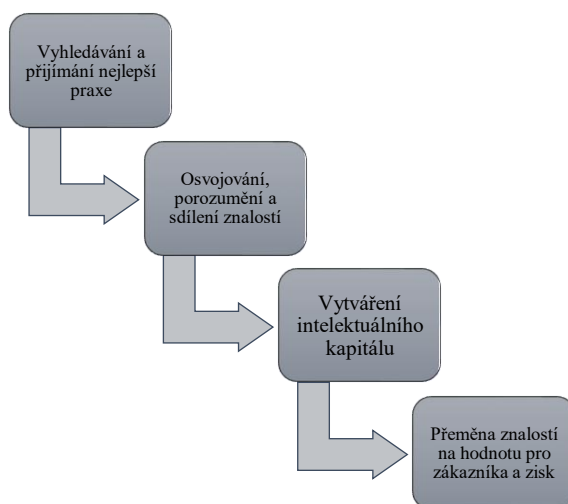 Vyhledávání a
přijímání nejlepší
praxe
Osvojování,
porozumění a
sdílení znalostí
Vytváření
intelektuálního
kapitálu
Přeměna znalostí
na hodnotu pro
zákazníka a zisk